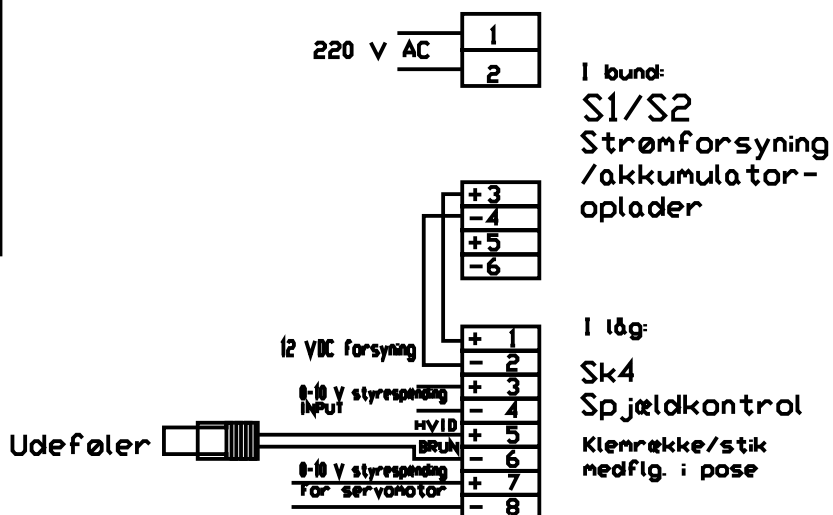 220 V AC
1
2
I bund:
S1/S2
Strømforsyning
/akkumulator-
oplader
+ 3
- 4
+ 5
- 6
I låg:
Sk4
Spjældkontrol
Klemrække/stik
medflg. i pose
12 VDC forsyning
+ 1
- 2
0-10 V styrespænding
INPUT
+ 3
- 4
Udeføler
HVID
+ 5
BRUN
- 6
0-10 V styrespænding
For servomotor
+ 7
- 8